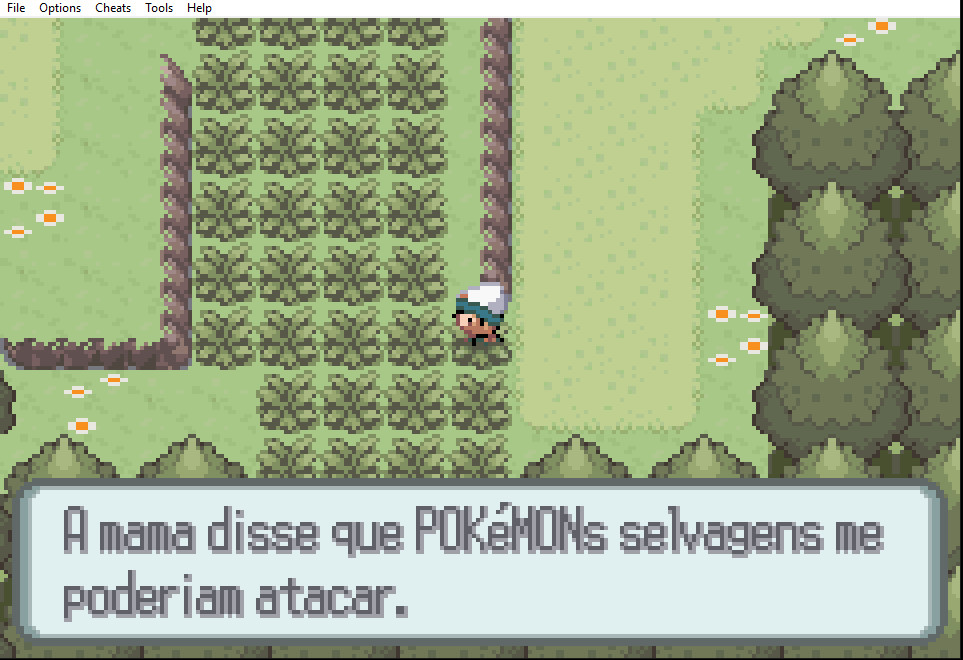 File Options Cheats Tools Help
A mama disse que POKéMONs selvagens me
poderiam atacar.